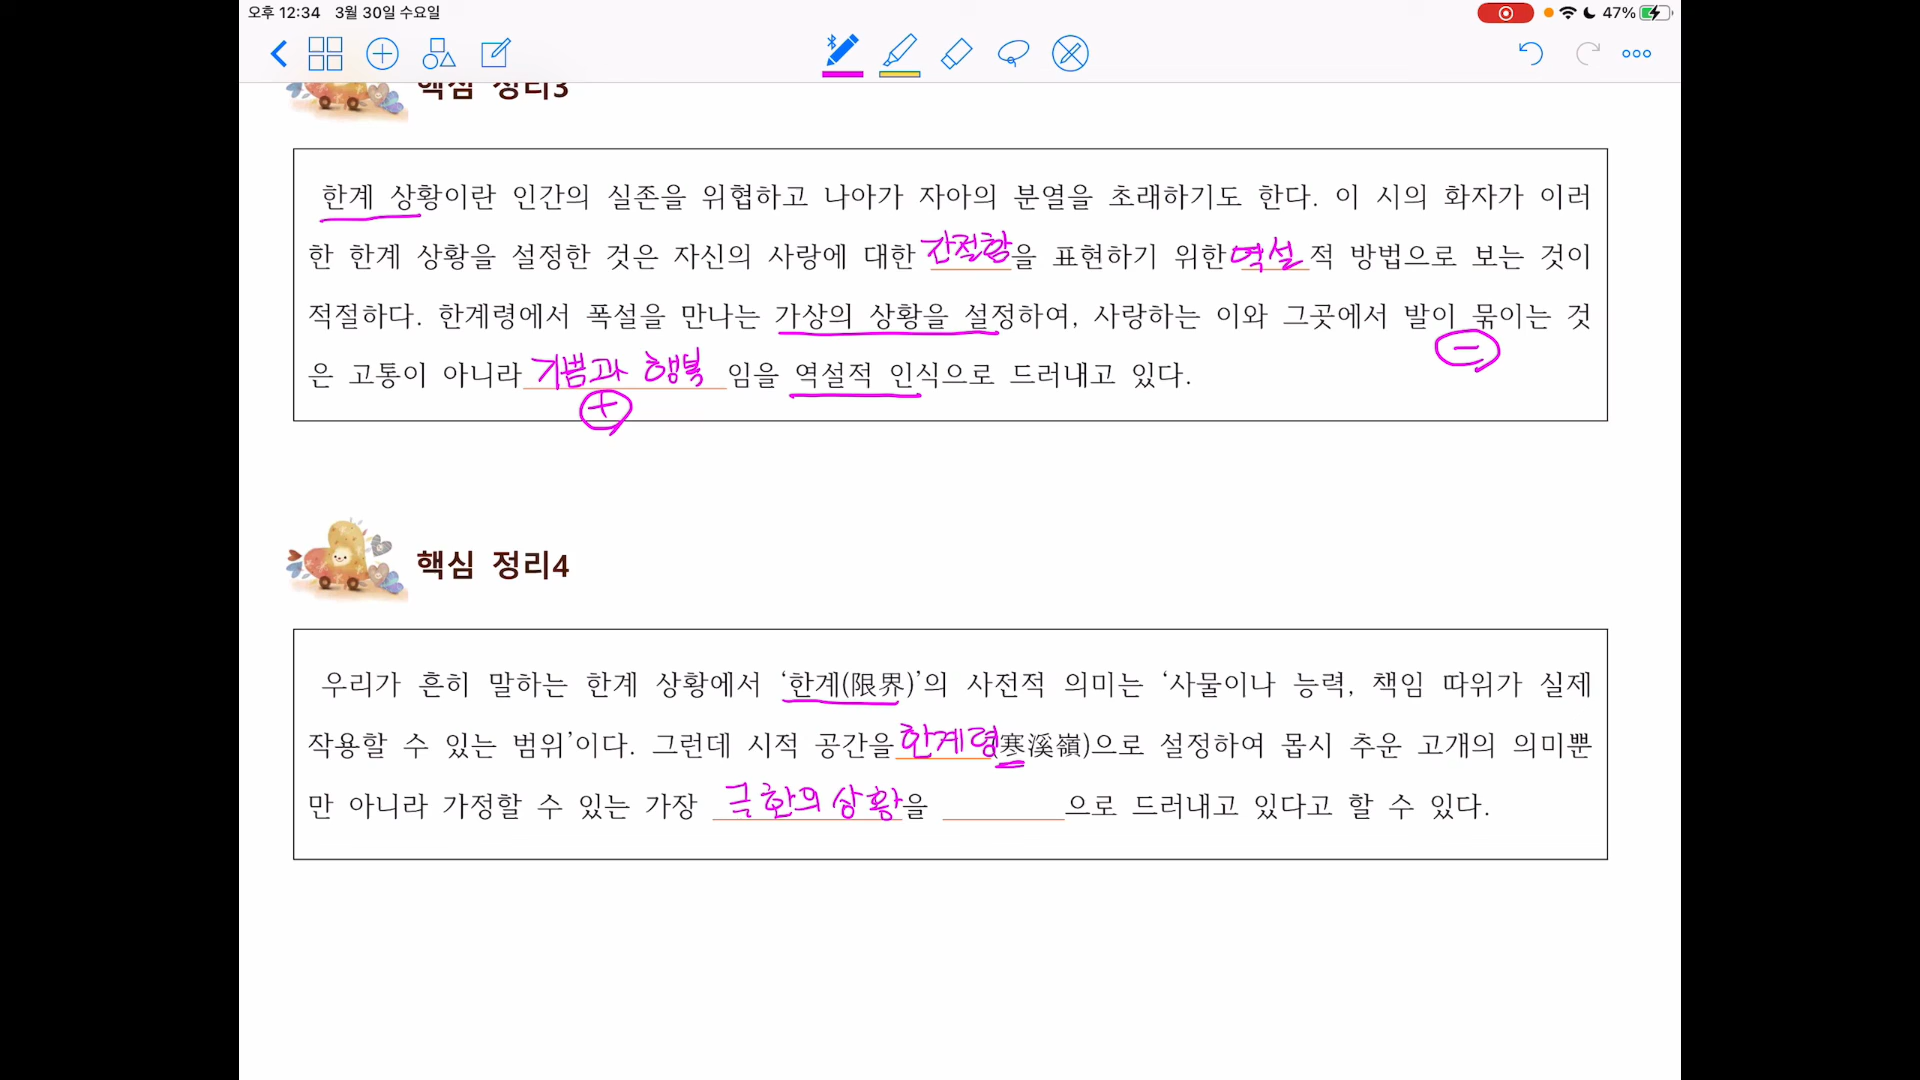 오후 12:34 3월 30일 수요일 47%
핵심 정리3
한계 상황이란 인간의 실존을 위협하고 나아가 자아의 분열을 초래하기도 한다. 이 시의 화자가 이러
한 한계 상황을 설정한 것은 자신의 사랑에 대한 간절함을 표현하기 위한 역설적 방법으로 보는 것이
적절하다. 한계령에서 폭설을 만나는 가상의 상황을 설정하여, 사랑하는 이와 그곳에서 발이 묶이는 것
은 고통이 아니라 기쁨과 행복 임을 역설적 인식으로 드러내고 있다.
핵심 정리4
우리가 흔히 말하는 한계 상황에서 ‘한계(限界)’의 사전적 의미는 ‘사물이나 능력, 책임 따위가 실제
작용할 수 있는 범위’이다. 그런데 시적 공간을 한계령(寒溪嶺)으로 설정하여 몹시 추운 고개의 의미뿐
만 아니라 가정할 수 있는 가장 극한의 상황을 으로 드러내고 있다고 할 수 있다.